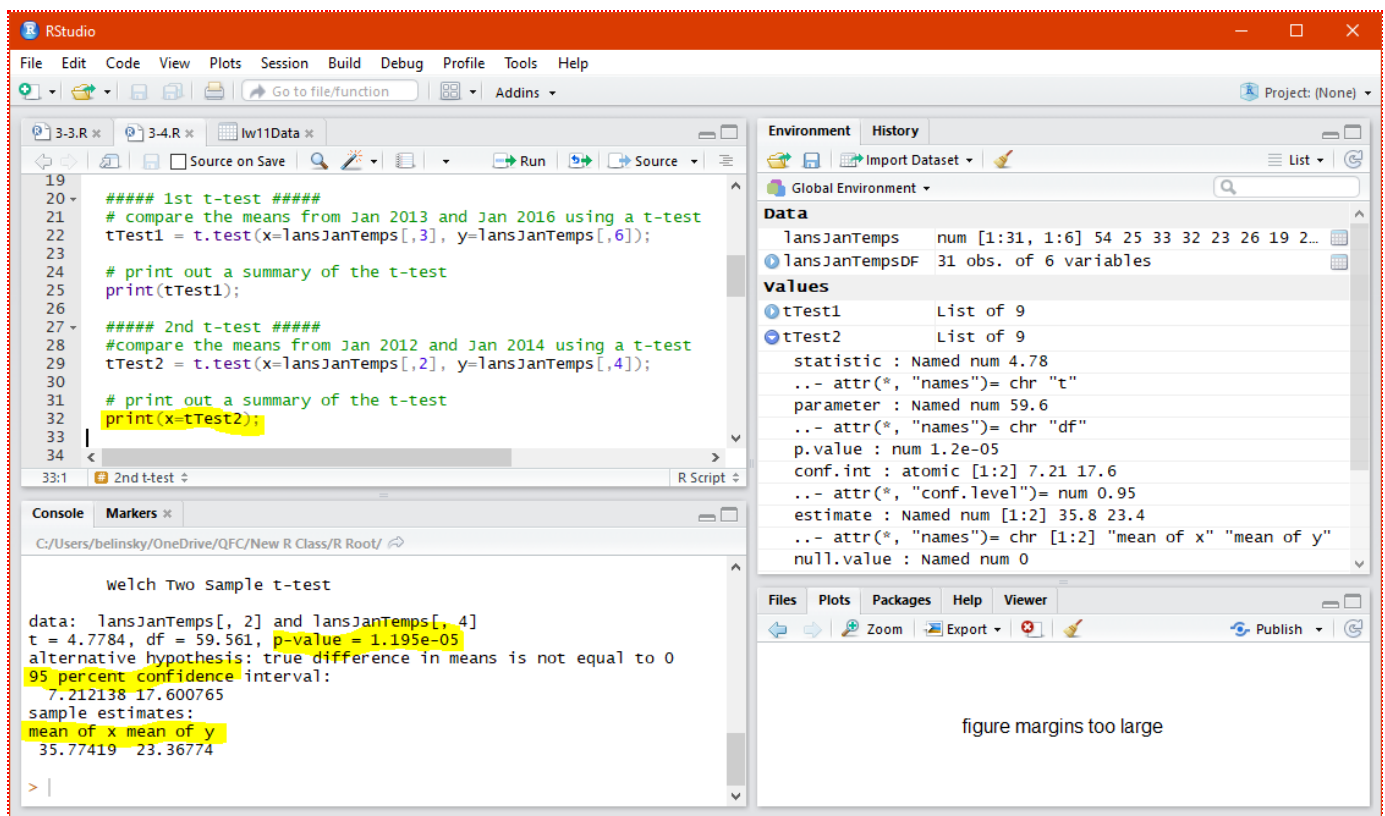 RStudio
File Edit Code View Plots Session Build Debug Profile Tools Help
Go to file/function Addins Project: (None)
3-3.R 3-4.R lw11Data
Source on Save Run Source
19
20 ##### 1st t-test #####
21 # compare the means from Jan 2013 and Jan 2016 using a t-test
22 tTest1 = t.test(x=lansJanTemps[,3], y=lansJanTemps[,6]);
23
24 # print out a summary of the t-test
25 print(tTest1);
26
27 ##### 2nd t-test #####
28 #compare the means from Jan 2012 and Jan 2014 using a t-test
29 tTest2 = t.test(x=lansJanTemps[,2], y=lansJanTemps[,4]);
30
31 # print out a summary of the t-test
32 print(x=tTest2);
33
34
33:1 # 2nd t-test R Script
Console Markers
C:/Users/belinsky/OneDrive/QFC/New R Class/R Root/
Welch Two Sample t-test
data: lansJanTemps[, 2] and lansJanTemps[, 4]
t = 4.7784, df = 59.561, p-value = 1.195e-05
alternative hypothesis: true difference in means is not equal to 0
95 percent confidence interval:
7.212138 17.600765
sample estimates:
mean of x mean of y
35.77419 23.36774
>
Environment History
Import Dataset List
Global Environment
Data
lansJanTemps num [1:31, 1:6] 54 25 33 32 23 26 19 2…
lansJanTempsDF 31 obs. of 6 variables
Values
tTest1 List of 9
tTest2 List of 9
statistic : Named num 4.78
..- attr(*, "names")= chr "t"
parameter : Named num 59.6
..- attr(*, "names")= chr "df"
p.value : num 1.2e-05
conf.int : atomic [1:2] 7.21 17.6
..- attr(*, "conf.level")= num 0.95
estimate : Named num [1:2] 35.8 23.4
..- attr(*, "names")= chr [1:2] "mean of x" "mean of y"
null.value : Named num 0
Files Plots Packages Help Viewer
Zoom Export Publish
figure margins too large